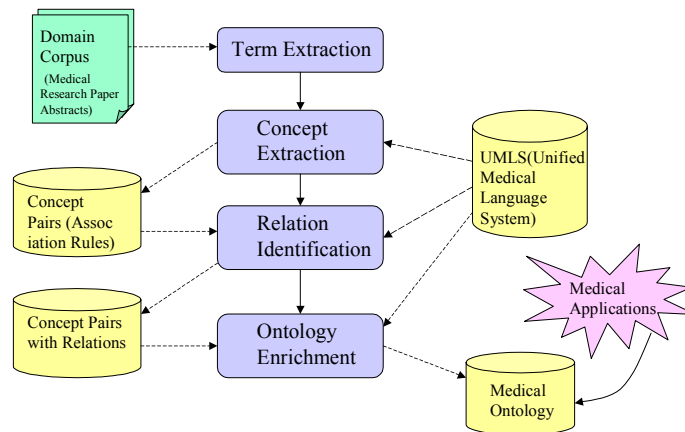 Domain
Corpus
(Medical
Research Paper
Abstracts)
Term Extraction
Concept
Extraction
UMLS(Unified
Medical
Language
System)
Concept
Pairs (Assoc
iation Rules)
Relation
Identification
Medical
Applications
Concept Pairs
with Relations
Ontology
Enrichment
Medical
Ontology